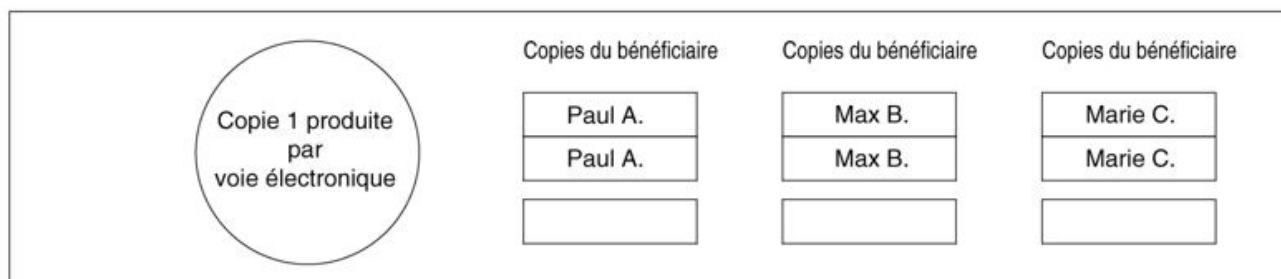 Copie 1 produite
par
voie électronique
Copies du bénéficiaire
Paul A.
Paul A.
Copies du bénéficiaire
Max B.
Max B.
Copies du bénéficiaire
Marie C.
Marie C.